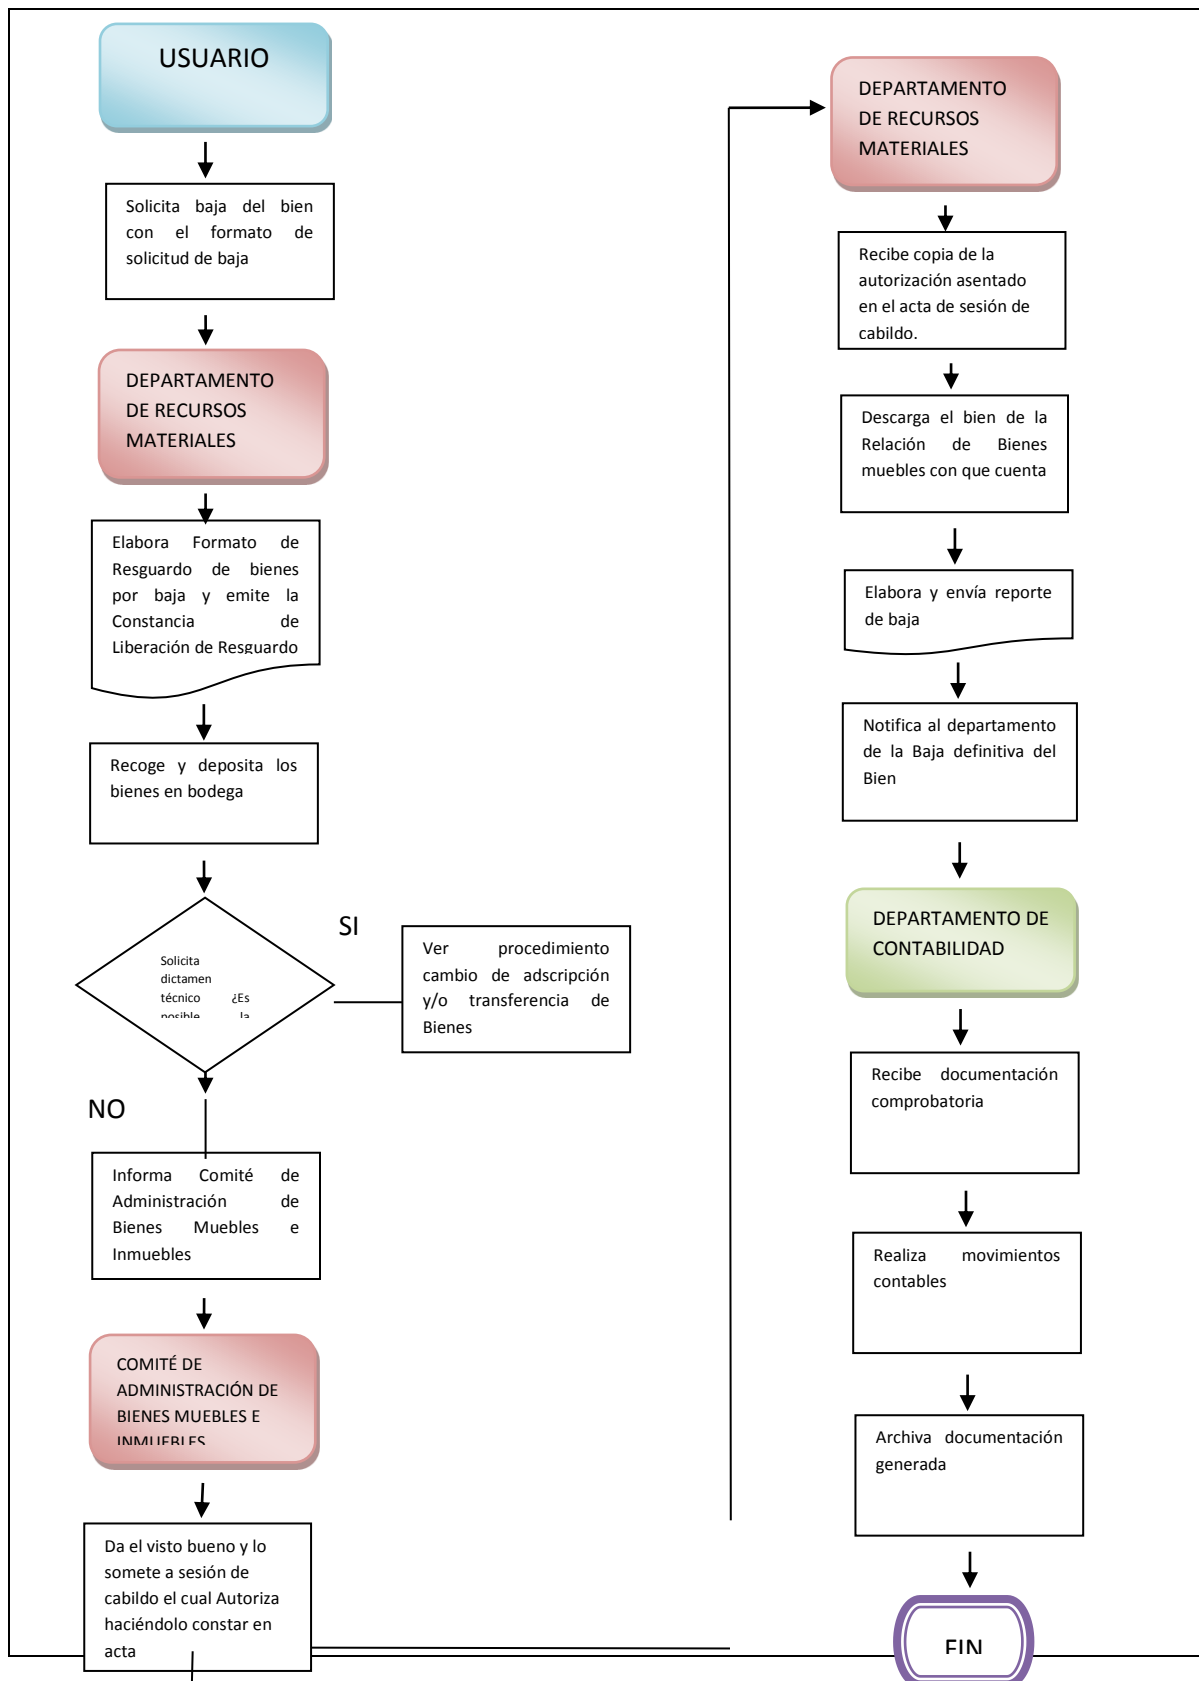 USUARIO
Solicita baja del bien
con el formato de
solicitud de baja
DEPARTAMENTO
DE RECURSOS
MATERIALES
Elabora Formato de
Resguardo de bienes
por baja y emite la
Constancia de
Liberación de Resguardo
Recoge y deposita los
bienes en bodega
Solicita
dictamen
técnico ¿Es
posible la
SI
Ver procedimiento
cambio de adscripción
y/o transferencia de
Bienes
NO
Informa Comité de
Administración de
Bienes Muebles e
Inmuebles
COMITÉ DE
ADMINISTRACIÓN DE
BIENES MUEBLES E
INMUEBLES
Da el visto bueno y lo
somete a sesión de
cabildo el cual Autoriza
haciéndolo constar en
acta
DEPARTAMENTO
DE RECURSOS
MATERIALES
Recibe copia de la
autorización asentado
en el acta de sesión de
cabildo.
Descarga el bien de la
Relación de Bienes
muebles con que cuenta
Elabora y envía reporte
de baja
Notifica al departamento
de la Baja definitiva del
Bien
DEPARTAMENTO DE
CONTABILIDAD
Recibe documentación
comprobatoria
Realiza movimientos
contables
Archiva documentación
generada
FIN